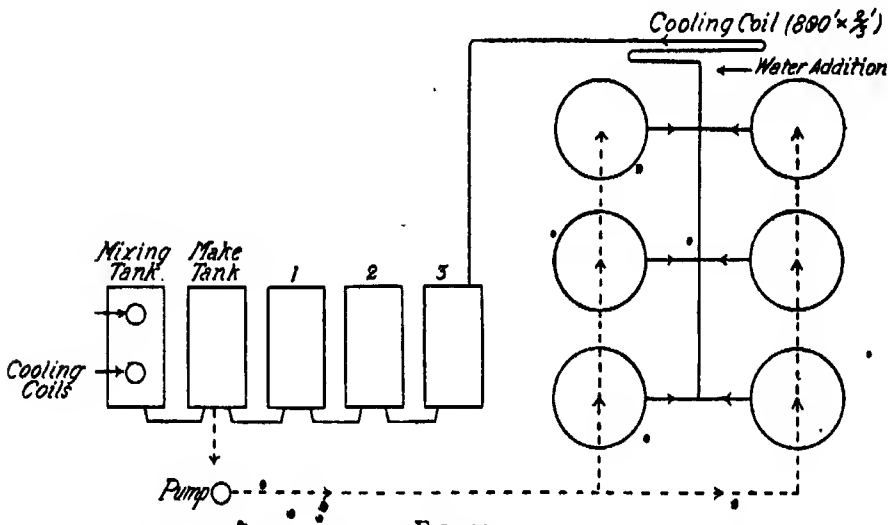 Cooling Coil (800' × 2/3')
Water Addition
Mixing
Tank.
Make
Tank
1
2
3
Cooling
Coils
Pump